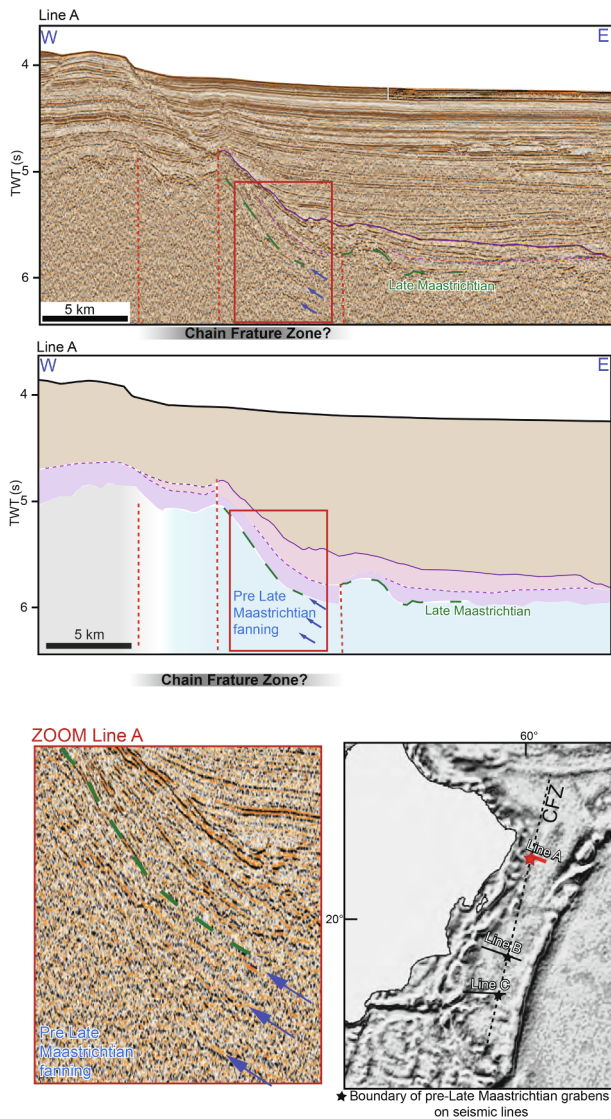 Line A
W
E
4
5
6
TWT (s)
Late Maastrichtian
5 km
Chain Frature Zone?
Line A
W
E
4
5
6
TWT (s)
Pre Late
Maastrichtian
fanning
Late Maastrichtian
5 km
Chain Frature Zone?
ZOOM Line A
Pre Late
Maastrichtian
fanning
60°
CFZ
Line A
20°
Line B
Line C
★ Boundary of pre-Late Maastrichtian grabens
on seismic lines